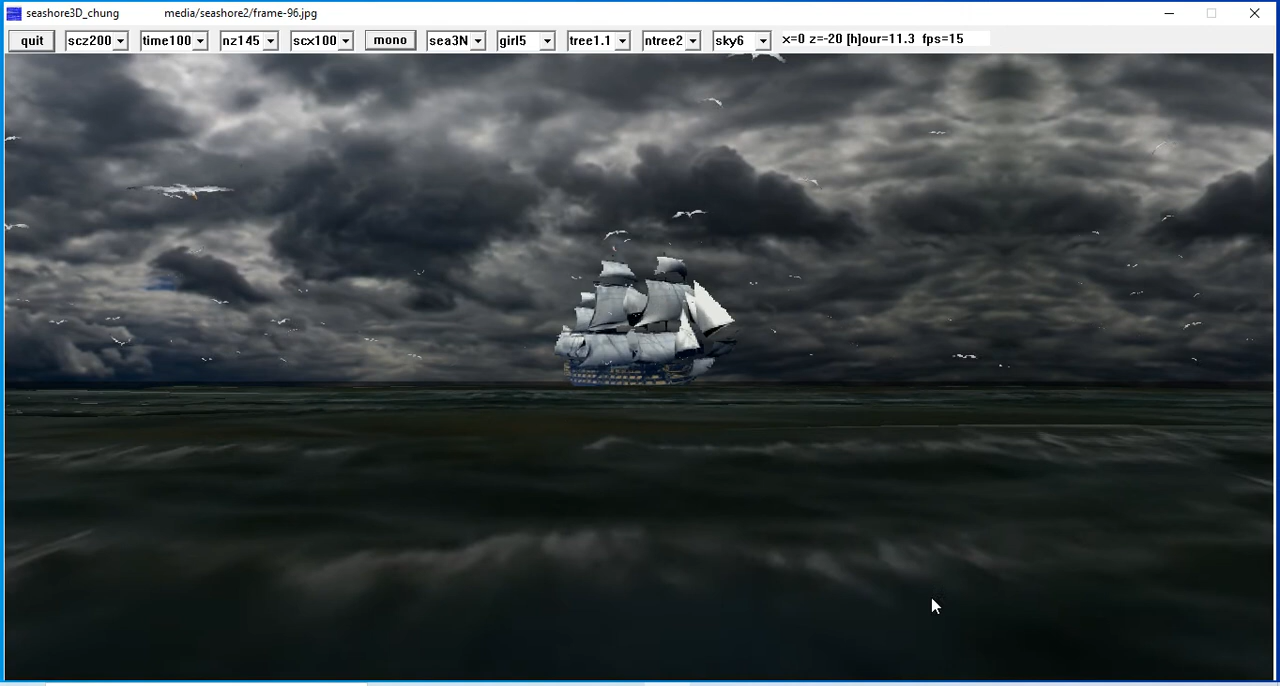 seashore3D_chung media/seashore2/frame-96.jpg
quit scz200 time100 nz145 scx100 mono sea3N girl5 tree1.1 ntree2 sky6 x=0 z=-20 [h]our=11.3 fps=15